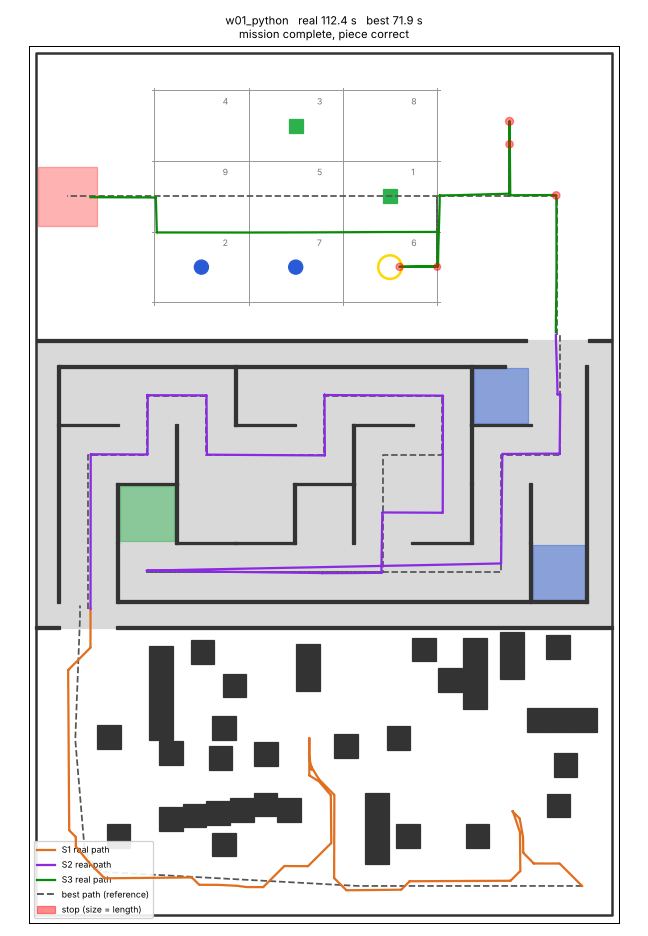 w01_python   real 112.4 s   best 71.9 s
mission complete, piece correct
4
3
8
9
5
1
2
7
6
S1 real path
S2 real path
S3 real path
best path (reference)
stop (size = length)